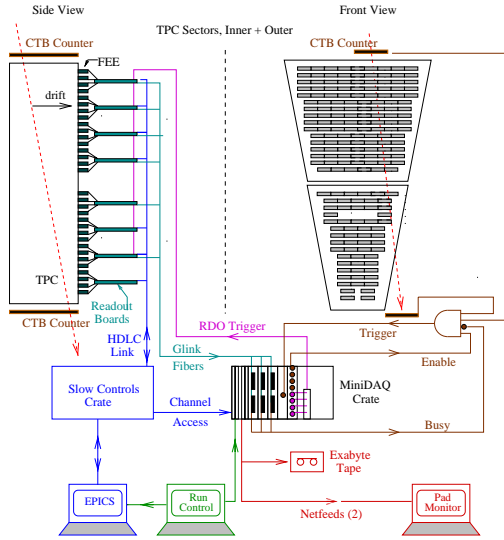 Side View
Front View
TPC Sectors, Inner + Outer
CTB Counter
CTB Counter
FEE
drift
TPC
Readout
Boards
CTB Counter
CTB Counter
RDO Trigger
Trigger
HDLC
Link
Glink
Fibers
Enable
Slow Controls
Crate
Channel
Access
MiniDAQ
Crate
Busy
Exabyte
Tape
EPICS
Run
Control
Netfeeds (2)
Pad
Monitor